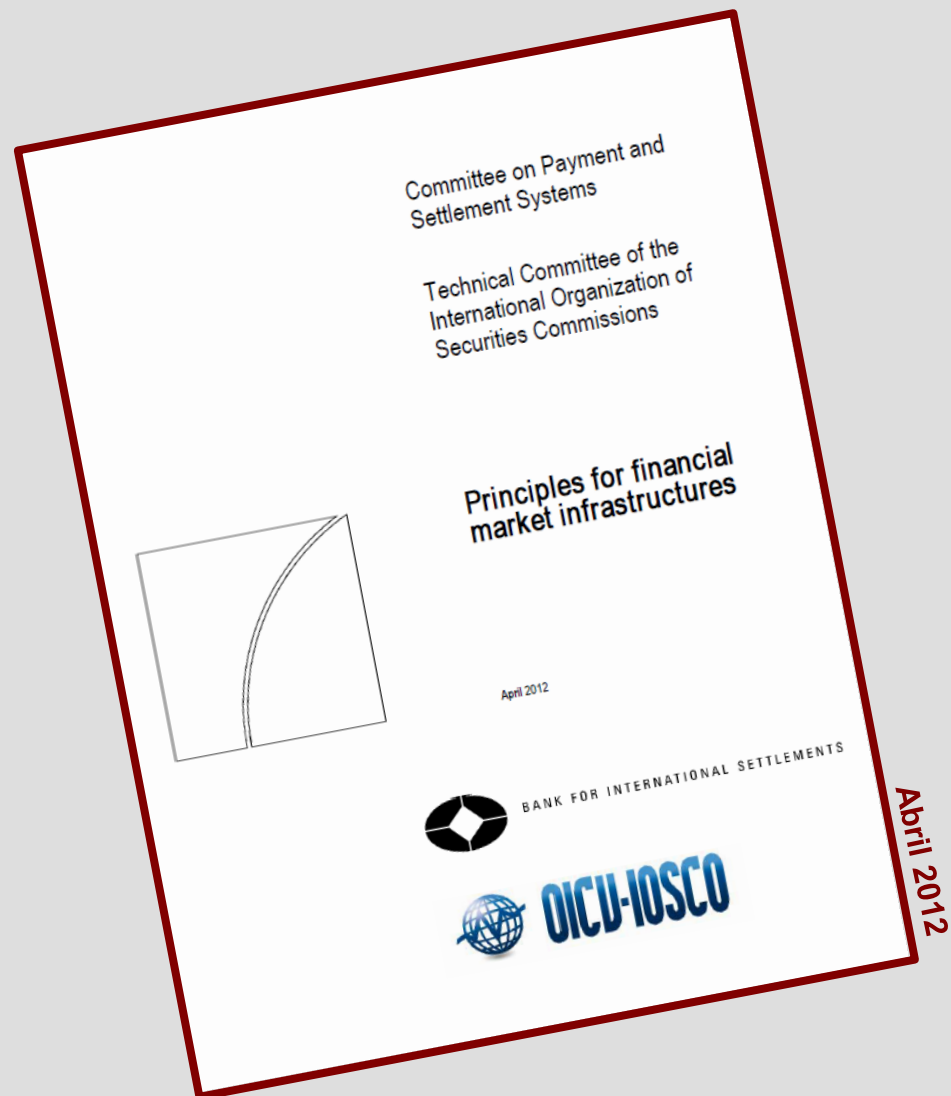 Committee on Payment and
Settlement Systems
Technical Committee of the
International Organization of
Securities Commissions
Principles for financial
market infrastructures
April 2012
BANK FOR INTERNATIONAL SETTLEMENTS
OICU-IOSCO
Abril 2012